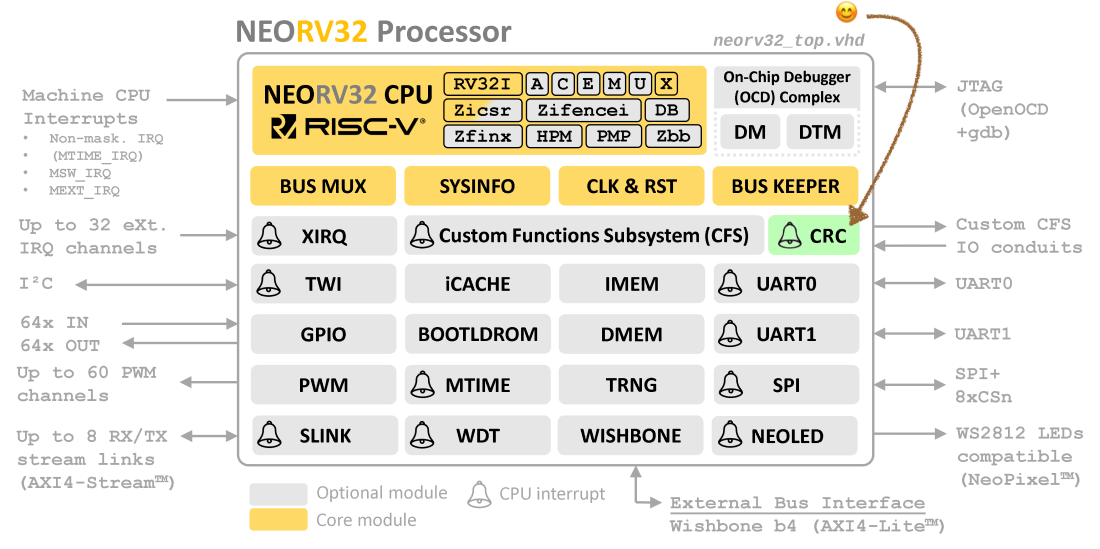 NEORV32 Processor
neorv32_top.vhd
NEORV32 CPU
RISC-V®
RV32I A C E M U X
Zicsr Zifencei DB
Zfinx HPM PMP Zbb
On-Chip Debugger
(OCD) Complex
DM DTM
Machine CPU
Interrupts
• Non-mask. IRQ
• (MTIME_IRQ)
• MSW_IRQ
• MEXT_IRQ
JTAG
(OpenOCD
+gdb)
BUS MUX SYSINFO CLK & RST BUS KEEPER
Up to 32 eXt.
IRQ channels
XIRQ Custom Functions Subsystem (CFS) CRC
Custom CFS
IO conduits
I²C
TWI iCACHE IMEM UART0
UART0
64x IN
64x OUT
GPIO BOOTLDROM DMEM UART1
UART1
Up to 60 PWM
channels
PWM MTIME TRNG SPI
SPI+
8xCSn
Up to 8 RX/TX
stream links
(AXI4-Stream™)
SLINK WDT WISHBONE NEOLED
WS2812 LEDs
compatible
(NeoPixel™)
Optional module CPU interrupt
Core module
External Bus Interface
Wishbone b4 (AXI4-Lite™)